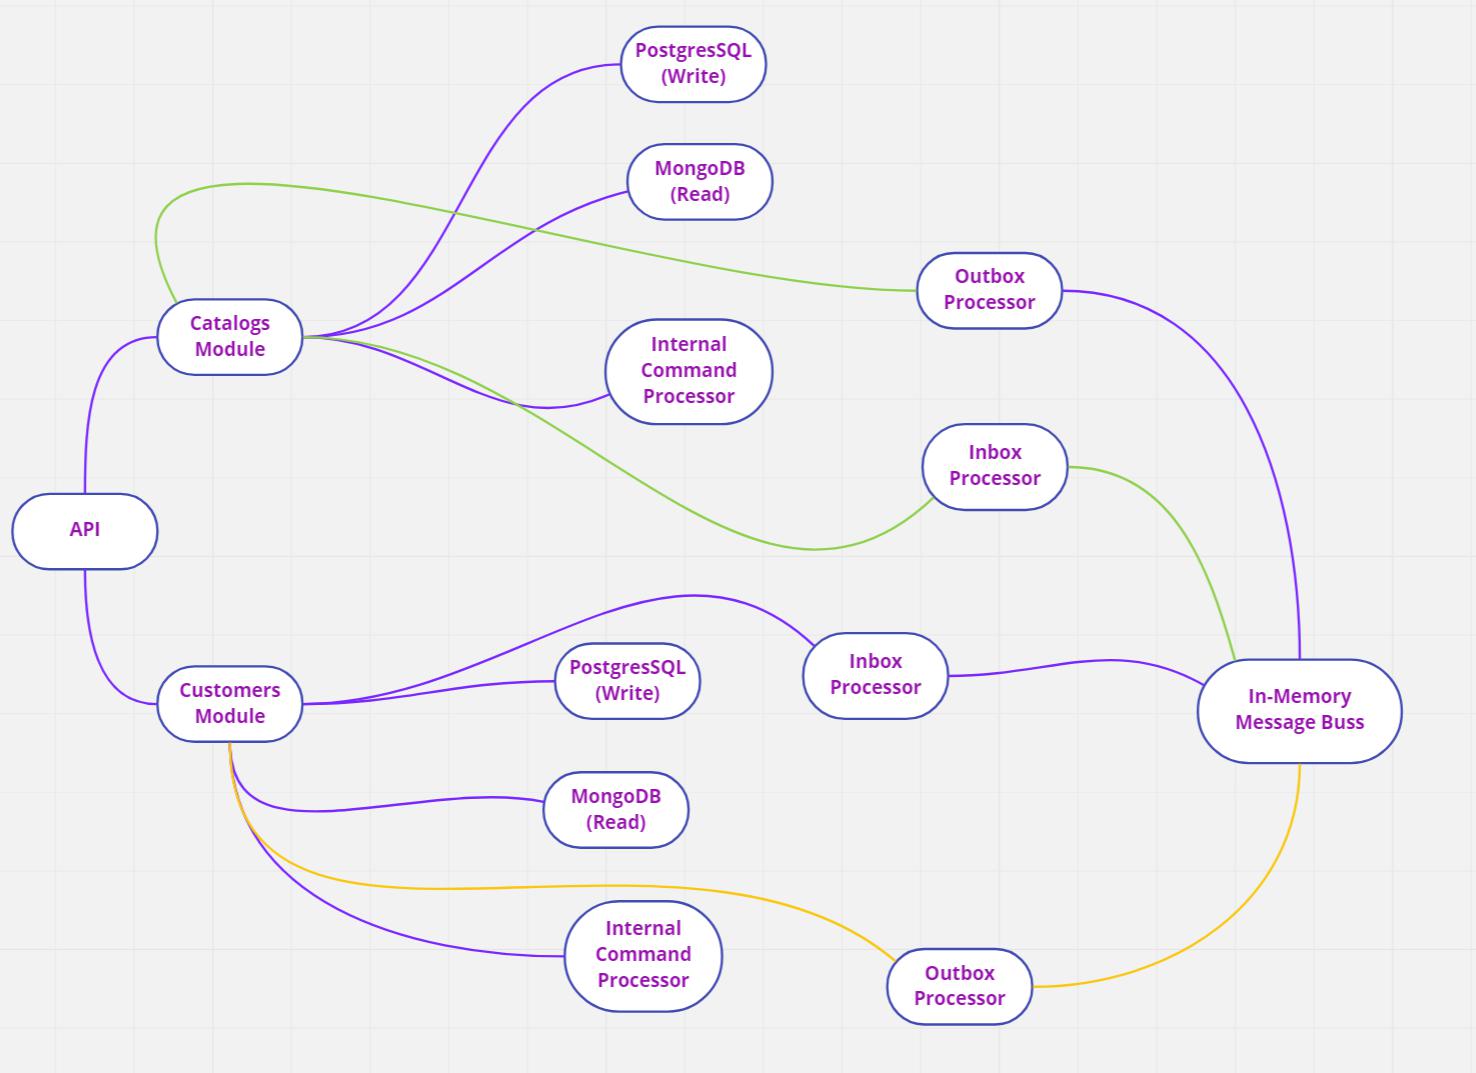 PostgresSQL
(Write)
MongoDB
(Read)
Outbox
Processor
Catalogs
Module
Internal
Command
Processor
Inbox
Processor
API
PostgresSQL
(Write)
Inbox
Processor
Customers
Module
In-Memory
Message Buss
MongoDB
(Read)
Internal
Command
Processor
Outbox
Processor